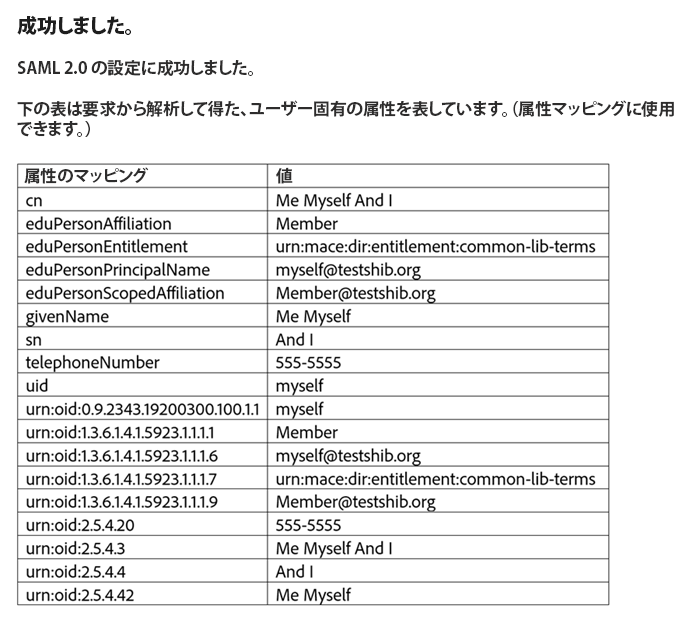 成功しました。
SAML 2.0 の設定に成功しました。
下の表は要求から解析して得た、ユーザー固有の属性を表しています。（属性マッピングに使用
できます。）
属性のマッピング 値
cn Me Myself And I
eduPersonAffiliation Member
eduPersonEntitlement urn:mace:dir:entitlement:common-lib-terms
eduPersonPrincipalName myself@testshib.org
eduPersonScopedAffiliation Member@testshib.org
givenName Me Myself
sn And I
telephoneNumber 555-5555
uid myself
urn:oid:0.9.2343.19200300.100.1.1 myself
urn:oid:1.3.6.1.4.1.5923.1.1.1.1 Member
urn:oid:1.3.6.1.4.1.5923.1.1.1.6 myself@testshib.org
urn:oid:1.3.6.1.4.1.5923.1.1.1.7 urn:mace:dir:entitlement:common-lib-terms
urn:oid:1.3.6.1.4.1.5923.1.1.1.9 Member@testshib.org
urn:oid:2.5.4.20 555-5555
urn:oid:2.5.4.3 Me Myself And I
urn:oid:2.5.4.4 And I
urn:oid:2.5.4.42 Me Myself